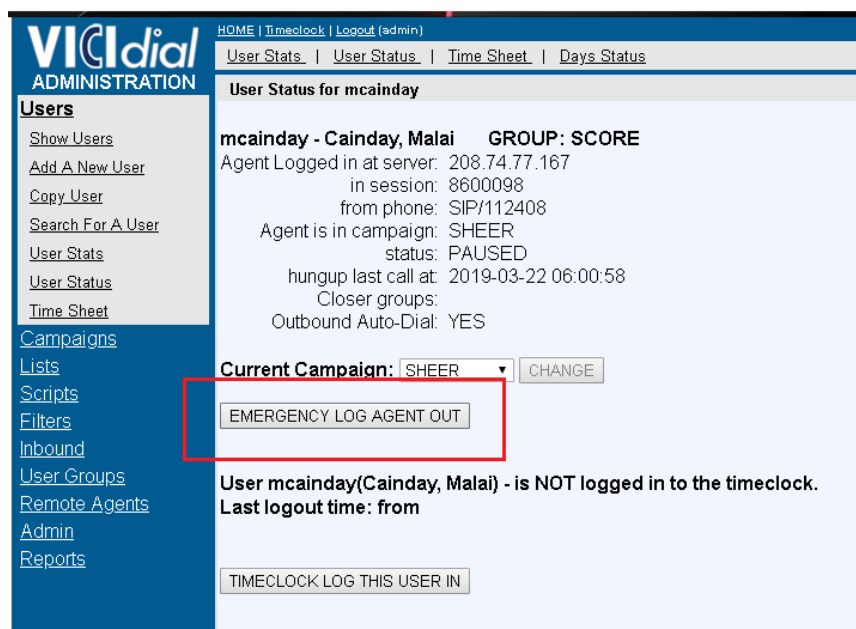 VICIdial
ADMINISTRATION
HOME | Timeclock | Logout (admin)
User Stats | User Status | Time Sheet | Days Status
User Status for mcainday
Users
Show Users
Add A New User
Copy User
Search For A User
User Stats
User Status
Time Sheet
Campaigns
Lists
Scripts
Filters
Inbound
User Groups
Remote Agents
Admin
Reports
mcainday - Cainday, Malai GROUP: SCORE
Agent Logged in at server: 208.74.77.167
in session: 8600098
from phone: SIP/112408
Agent is in campaign: SHEER
status: PAUSED
hungup last call at: 2019-03-22 06:00:58
Closer groups:
Outbound Auto-Dial: YES
Current Campaign: SHEER CHANGE
EMERGENCY LOG AGENT OUT
User mcainday(Cainday, Malai) - is NOT logged in to the timeclock.
Last logout time: from
TIMECLOCK LOG THIS USER IN